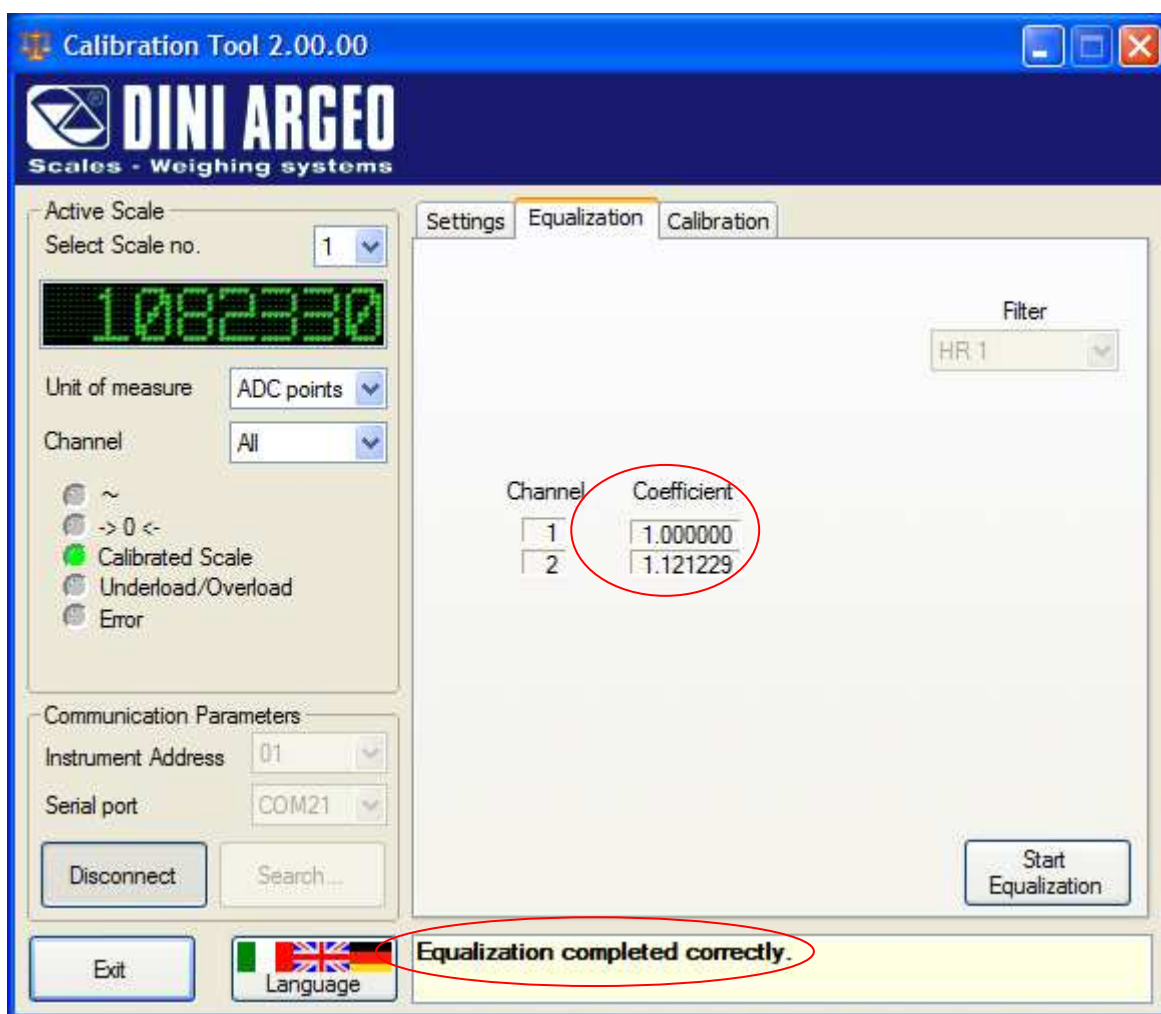 Calibration Tool 2.00.00
DINI ARGEO
Scales - Weighing systems
Active Scale
Select Scale no.
1
1082330
Unit of measure
ADC points
Channel
All
~
-> 0 <-
Calibrated Scale
Underload/Overload
Error
Communication Parameters
Instrument Address
01
Serial port
COM21
Disconnect
Search...
Exit
Language
Settings
Equalization
Calibration
Filter
HR 1
Channel Coefficient
1 1.000000
2 1.121229
Start
Equalization
Equalization completed correctly.